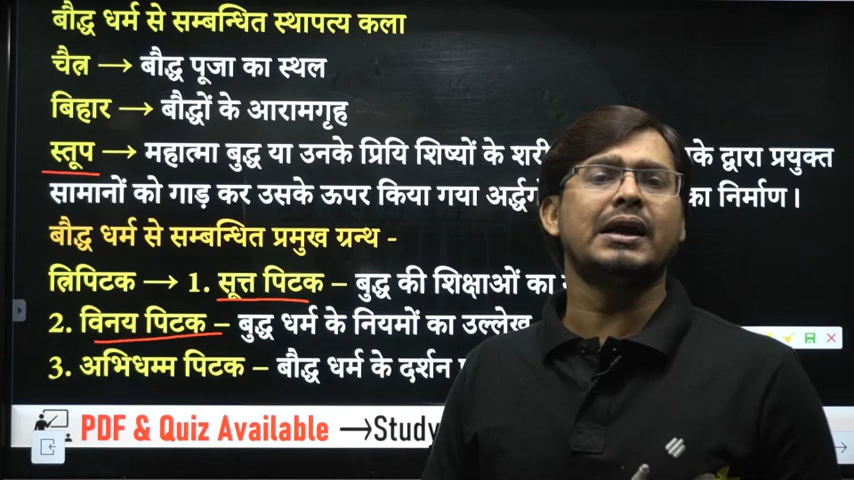 बौद्ध धर्म से सम्बन्धित स्थापत्य कला
चैत्न → बौद्ध पूजा का स्थल
बिहार → बौद्धों के आरामगृह
स्तूप → महात्मा बुद्ध या उनके प्रियि शिष्यों के के द्वारा प्रयुक्त
सामानों को गाड़ कर उसके ऊपर किया गया का निर्माण।
बौद्ध धर्म से सम्बन्धित प्रमुख ग्रन्थ -
त्निपिटक → 1. सूत्त पिटक – बुद्ध की शिक्षाओं का
2. विनय पिटक – बुद्ध धर्म के नियमों का उल्लेख
3. अभिधम्म पिटक – बौद्ध धर्म के दर्शन
PDF & Quiz Available →Study